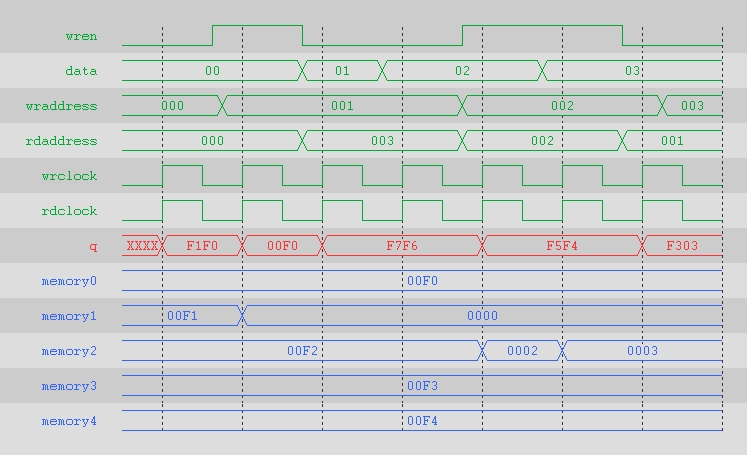 wren
data 00 01 02 03
wraddress 000 001 002 003
rdaddress 000 003 002 001
wrclock
rdclock
q XXXX F1F0 00F0 F7F6 F5F4 F303
memory0 00F0
memory1 00F1 0000
memory2 00F2 0002 0003
memory3 00F3
memory4 00F4